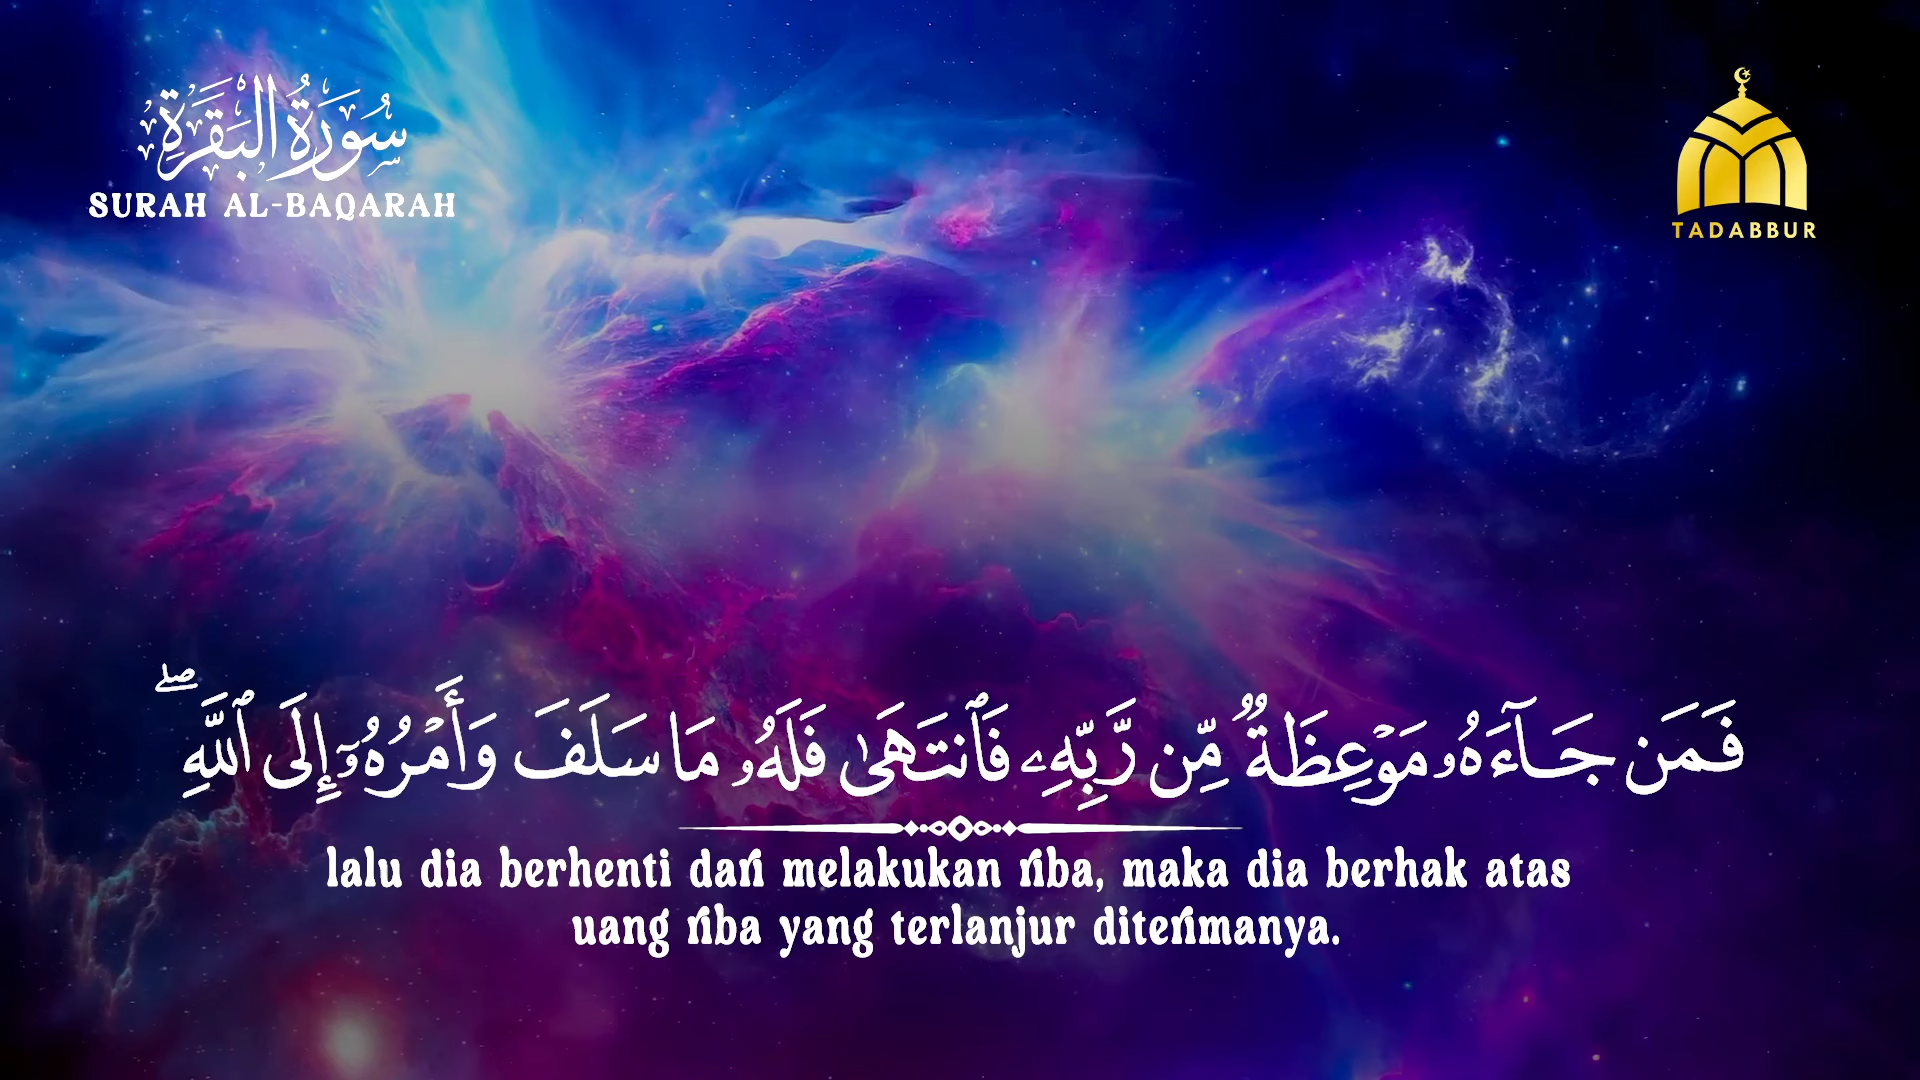 سُورَةُ الْبَقَرَةِ
SURAH AL-BAQARAH
TADABBUR
فَمَن جَآءَهُۥ مَوْعِظَةٌ مِّن رَّبِّهِۦ فَٱنتَهَىٰ فَلَهُۥ مَا سَلَفَ وَأَمْرُهُۥٓ إِلَى ٱللَّهِ ۖ
lalu dia berhenti dari melakukan riba, maka dia berhak atas
uang riba yang terlanjur diterimanya.